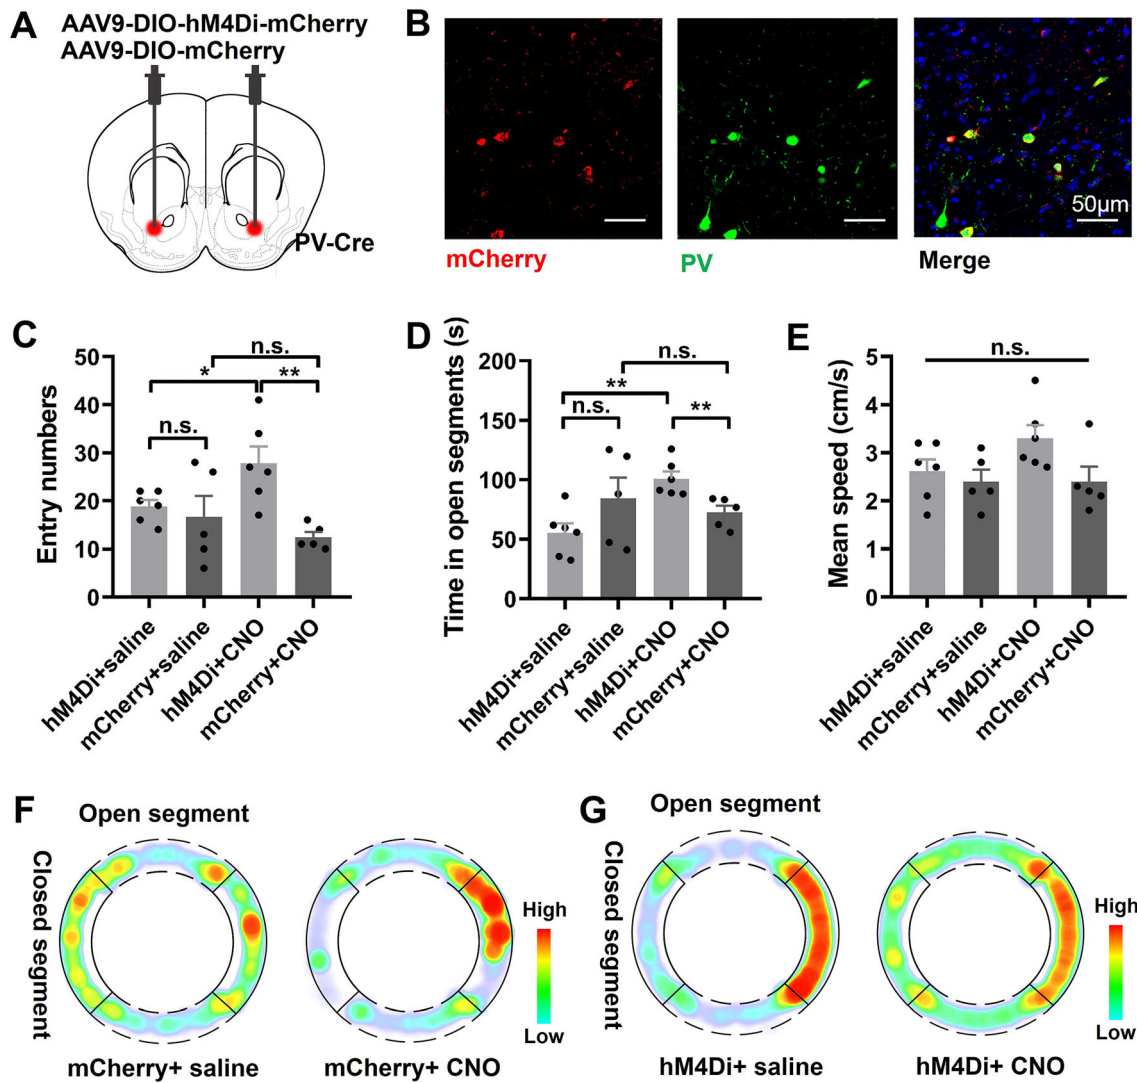 A
AAV9-DIO-hM4Di-mCherry
AAV9-DIO-mCherry
PV-Cre
B
50μm
mCherry
PV
Merge
C
Entry numbers
50
40
30
20
10
0
n.s.
*
**
n.s.
hM4Di+saline
mCherry+saline
hM4Di+CNO
mCherry+CNO
D
Time in open segments (s)
200
150
100
50
0
n.s.
**
n.s.
**
hM4Di+saline
mCherry+saline
hM4Di+CNO
mCherry+CNO
E
Mean speed (cm/s)
5
4
3
2
1
0
n.s.
hM4Di+saline
mCherry+saline
hM4Di+CNO
mCherry+CNO
F
Open segment
Closed segment
High
Low
mCherry+ saline
mCherry+ CNO
G
Open segment
Closed segment
High
Low
hM4Di+ saline
hM4Di+ CNO